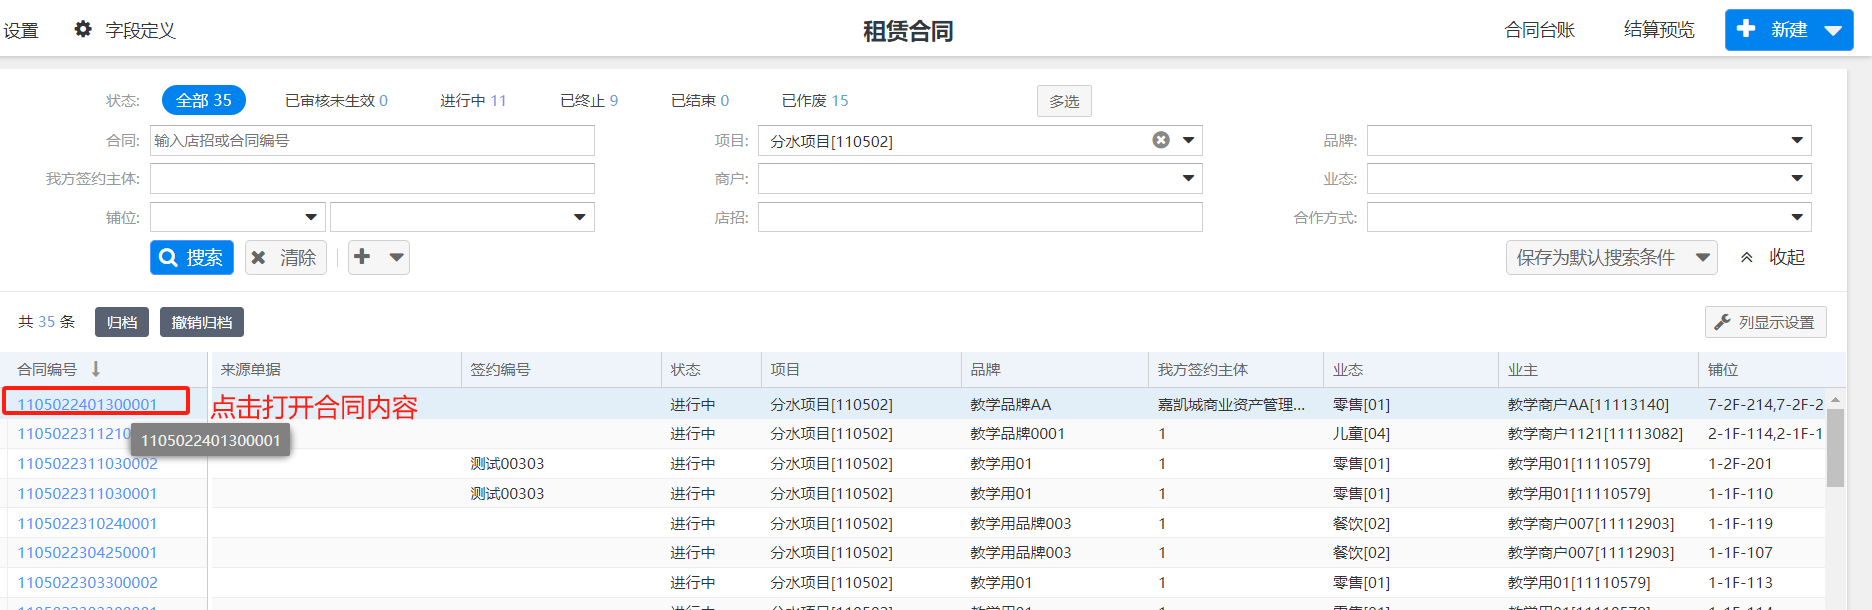 设置 字段定义 租赁合同 合同台账 结算预览 新建
状态: 全部 35 已审核未生效 0 进行中 11 已终止 9 已结束 0 已作废 15 多选
合同: 输入店招或合同编号 项目: 分水项目[110502] 品牌:
我方签约主体: 商户: 业态:
铺位: 店招: 合作方式:
搜索 清除 保存为默认搜索条件 收起
共 35 条 归档 撤销归档 列显示设置
合同编号 来源单据 签约编号 状态 项目 品牌 我方签约主体 业态 业主 铺位
1105022401300001 点击打开合同内容 进行中 分水项目[110502] 教学品牌AA 嘉凯城商业资产管理... 零售[01] 教学商户AA[11113140] 7-2F-214,7-2F-2
1105022311210 进行中 分水项目[110502] 教学品牌0001 1 儿童[04] 教学商户1121[11113082] 2-1F-114,2-1F-1
1105022401300001
1105022311030002 测试00303 进行中 分水项目[110502] 教学用01 1 零售[01] 教学用01[11110579] 1-2F-201
1105022311030001 测试00303 进行中 分水项目[110502] 教学用01 1 零售[01] 教学用01[11110579] 1-1F-110
1105022310240001 进行中 分水项目[110502] 教学用品牌003 1 餐饮[02] 教学商户007[11112903] 1-1F-119
1105022304250001 进行中 分水项目[110502] 教学用品牌003 1 餐饮[02] 教学商户007[11112903] 1-1F-107
1105022303300002 进行中 分水项目[110502] 教学用01 1 零售[01] 教学用01[11110579] 1-1F-113